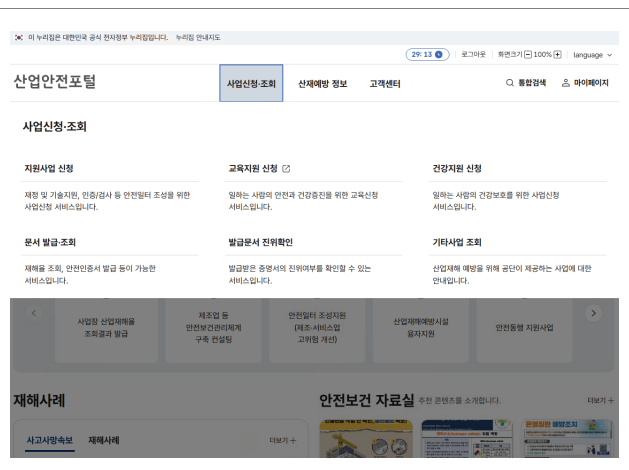 이 누리집은 대한민국 공식 전자정부 누리집입니다. 누리집 안내지도
29: 13 로그아웃 화면크기 100% language
산업안전포털 사업신청·조회 산재예방 정보 고객센터 통합검색 마이페이지
사업신청·조회
지원사업 신청 교육지원 신청 건강지원 신청
재정 및 기술지원, 인증/검사 등 안전일터 조성을 위한 일하는 사람의 안전과 건강증진을 위한 교육신청 일하는 사람의 건강보호를 위한 사업신청
사업신청 서비스입니다. 서비스입니다. 서비스입니다.
문서 발급·조회 발급문서 진위확인 기타사업 조회
재해율 조회, 안전인증서 발급 등이 가능한 발급받은 증명서의 진위여부를 확인할 수 있는 산업재해 예방을 위해 공단이 제공하는 사업에 대한
서비스입니다. 서비스입니다. 안내입니다.
사업장 산업재해율 제조업 등 안전일터 조성지원 산업재해예방시설 안전동행 지원사업
조회결과 발급 안전보건관리체계 (제조·서비스업 융자지원
구축 컨설팅 고위험 개선)
재해사례 안전보건 자료실 추천 콘텐츠를 소개합니다. 더보기 +
사고사망속보 재해사례 더보기 +
온열질환 예방조치